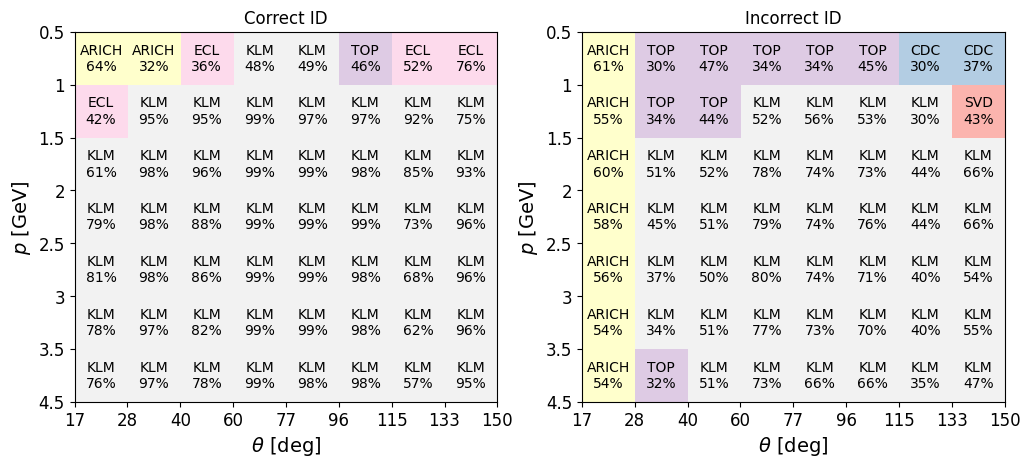 Correct ID
0.5
ARICH ARICH ECL KLM KLM TOP ECL ECL
64% 32% 36% 48% 49% 46% 52% 76%
1
ECL KLM KLM KLM KLM KLM KLM KLM
42% 95% 95% 99% 97% 97% 92% 75%
1.5
KLM KLM KLM KLM KLM KLM KLM KLM
61% 98% 96% 99% 99% 98% 85% 93%
2
KLM KLM KLM KLM KLM KLM KLM KLM
79% 98% 88% 99% 99% 99% 73% 96%
2.5
KLM KLM KLM KLM KLM KLM KLM KLM
81% 98% 86% 99% 99% 98% 68% 96%
3
KLM KLM KLM KLM KLM KLM KLM KLM
78% 97% 82% 99% 99% 98% 62% 96%
3.5
KLM KLM KLM KLM KLM KLM KLM KLM
76% 97% 78% 99% 98% 98% 57% 95%
4.5
p [GeV]
17 28 40 60 77 96 115 133 150
θ [deg]
Incorrect ID
0.5
ARICH TOP TOP TOP TOP TOP CDC CDC
61% 30% 47% 34% 34% 45% 30% 37%
1
ARICH TOP TOP KLM KLM KLM KLM SVD
55% 34% 44% 52% 56% 53% 30% 43%
1.5
ARICH KLM KLM KLM KLM KLM KLM KLM
60% 51% 52% 78% 74% 73% 44% 66%
2
ARICH KLM KLM KLM KLM KLM KLM KLM
58% 45% 51% 79% 74% 76% 44% 66%
2.5
ARICH KLM KLM KLM KLM KLM KLM KLM
56% 37% 50% 80% 74% 71% 40% 54%
3
ARICH KLM KLM KLM KLM KLM KLM KLM
54% 34% 51% 77% 73% 70% 40% 55%
3.5
ARICH TOP KLM KLM KLM KLM KLM KLM
54% 32% 51% 73% 66% 66% 35% 47%
4.5
p [GeV]
17 28 40 60 77 96 115 133 150
θ [deg]